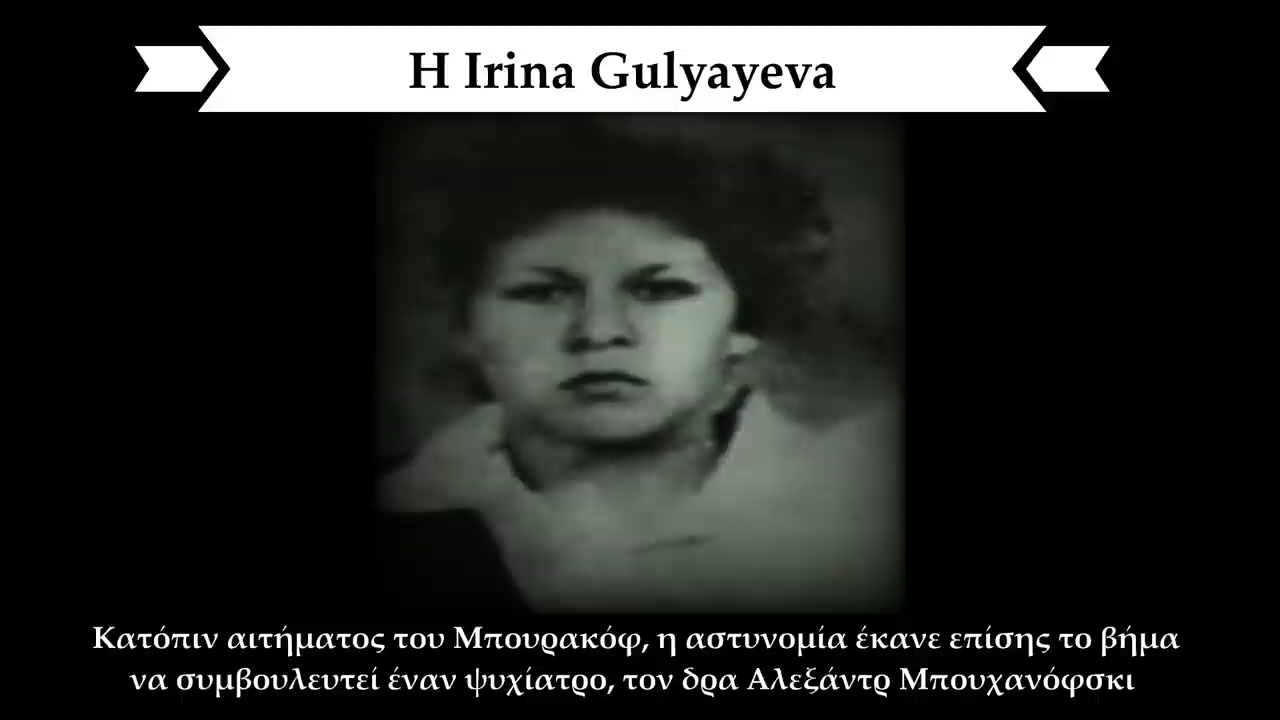 Η Irina Gulyayeva
Κατόπιν αιτήματος του Μπουρακόφ, η αστυνομία έκανε επίσης το βήμα
να συμβουλευτεί έναν ψυχίατρο, τον δρα Αλεξάντρ Μπουχανόφσκι